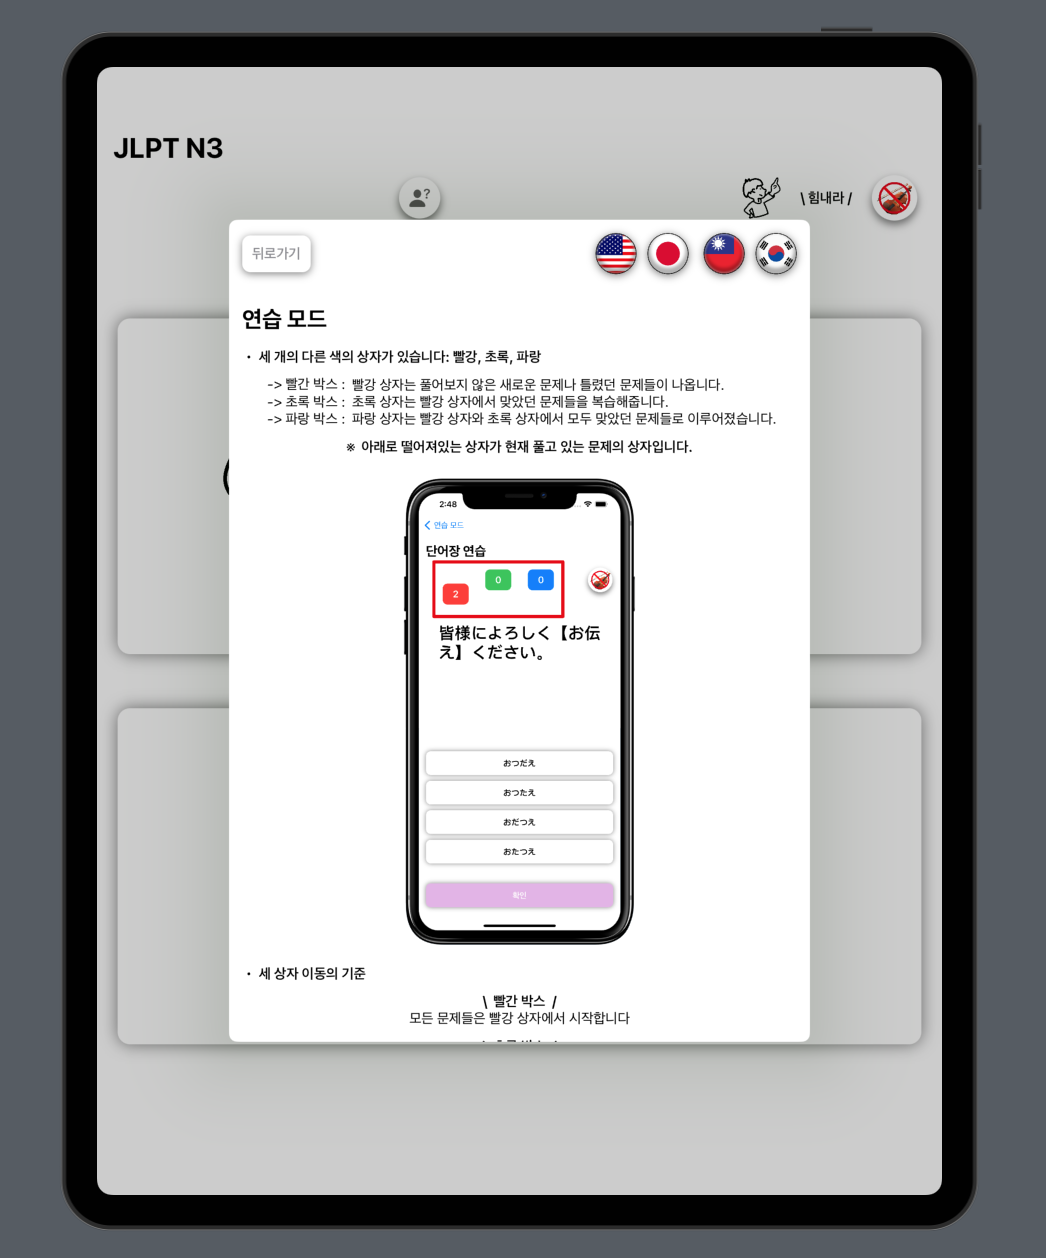 JLPT N3
?
\ 힘내라 /
뒤로가기
연습 모드
• 세 개의 다른 색의 상자가 있습니다: 빨강, 초록, 파랑
-> 빨간 박스 : 빨강 상자는 풀어보지 않은 새로운 문제나 틀렸던 문제들이 나옵니다.
-> 초록 박스 : 초록 상자는 빨강 상자에서 맞았던 문제들을 복습해줍니다.
-> 파랑 박스 : 파랑 상자는 빨강 상자와 초록 상자에서 모두 맞았던 문제들로 이루어졌습니다.
※ 아래로 떨어져있는 상자가 현재 풀고 있는 문제의 상자입니다.
2:48
연습 모드
단어장 연습
2 0 0
皆様によろしく【お伝
え】ください。
おつだえ
おつたえ
おだつえ
おたつえ
확인
• 세 상자 이동의 기준
\ 빨간 박스 /
모든 문제들은 빨강 상자에서 시작합니다